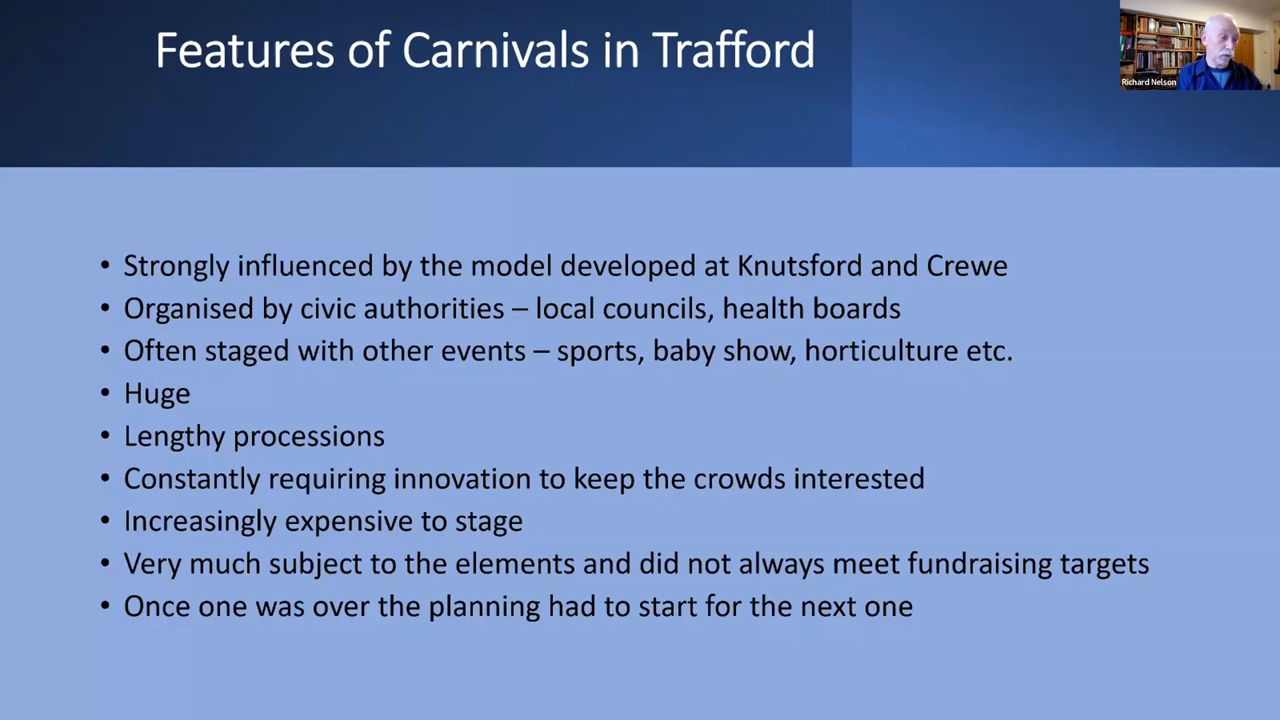 Features of Carnivals in Trafford
Richard Nelson
• Strongly influenced by the model developed at Knutsford and Crewe
• Organised by civic authorities – local councils, health boards
• Often staged with other events – sports, baby show, horticulture etc.
• Huge
• Lengthy processions
• Constantly requiring innovation to keep the crowds interested
• Increasingly expensive to stage
• Very much subject to the elements and did not always meet fundraising targets
• Once one was over the planning had to start for the next one